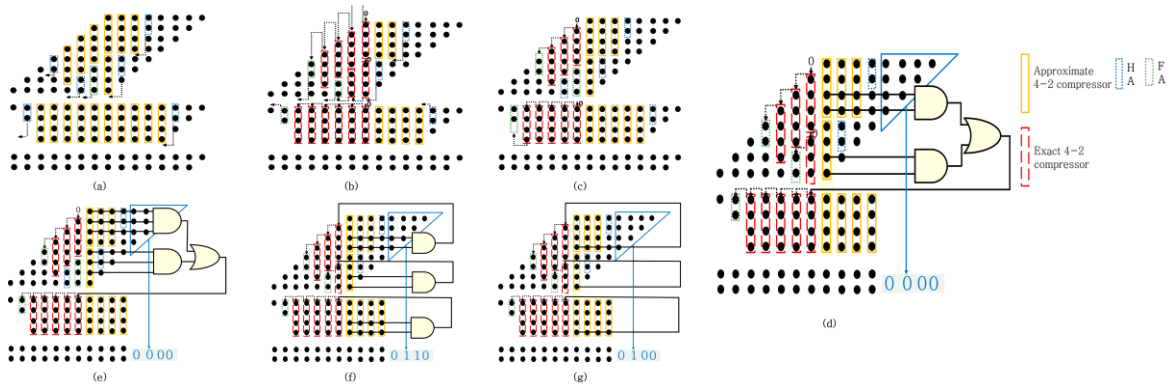 0
0
0
0
Approximate
4-2 compressor
H
A
F
A
Exact 4-2
compressor
(a)
(b)
(c)
0
0 0 00
(d)
0 0 00
(e)
0 1 10
(f)
0 1 00
(g)